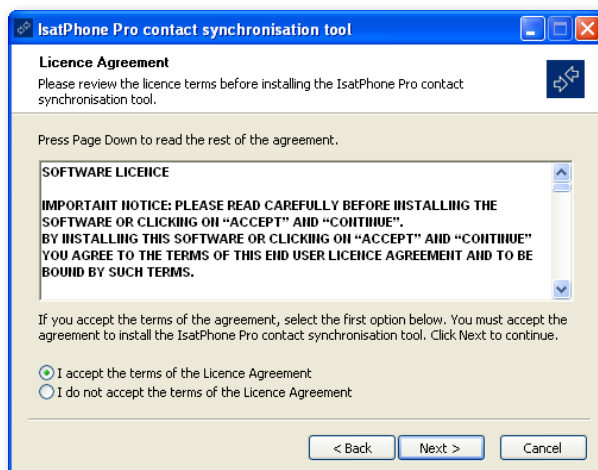 IsatPhone Pro contact synchronisation tool
Licence Agreement
Please review the licence terms before installing the IsatPhone Pro contact
synchronisation tool.
Press Page Down to read the rest of the agreement.
SOFTWARE LICENCE
IMPORTANT NOTICE: PLEASE READ CAREFULLY BEFORE INSTALLING THE
SOFTWARE OR CLICKING ON “ACCEPT” AND “CONTINUE”.
BY INSTALLING THIS SOFTWARE OR CLICKING ON “ACCEPT” AND “CONTINUE”
YOU AGREE TO THE TERMS OF THIS END USER LICENCE AGREEMENT AND TO BE
BOUND BY SUCH TERMS.
If you accept the terms of the agreement, select the first option below. You must accept the
agreement to install the IsatPhone Pro contact synchronisation tool. Click Next to continue.
I accept the terms of the Licence Agreement
I do not accept the terms of the Licence Agreement
< Back Next > Cancel